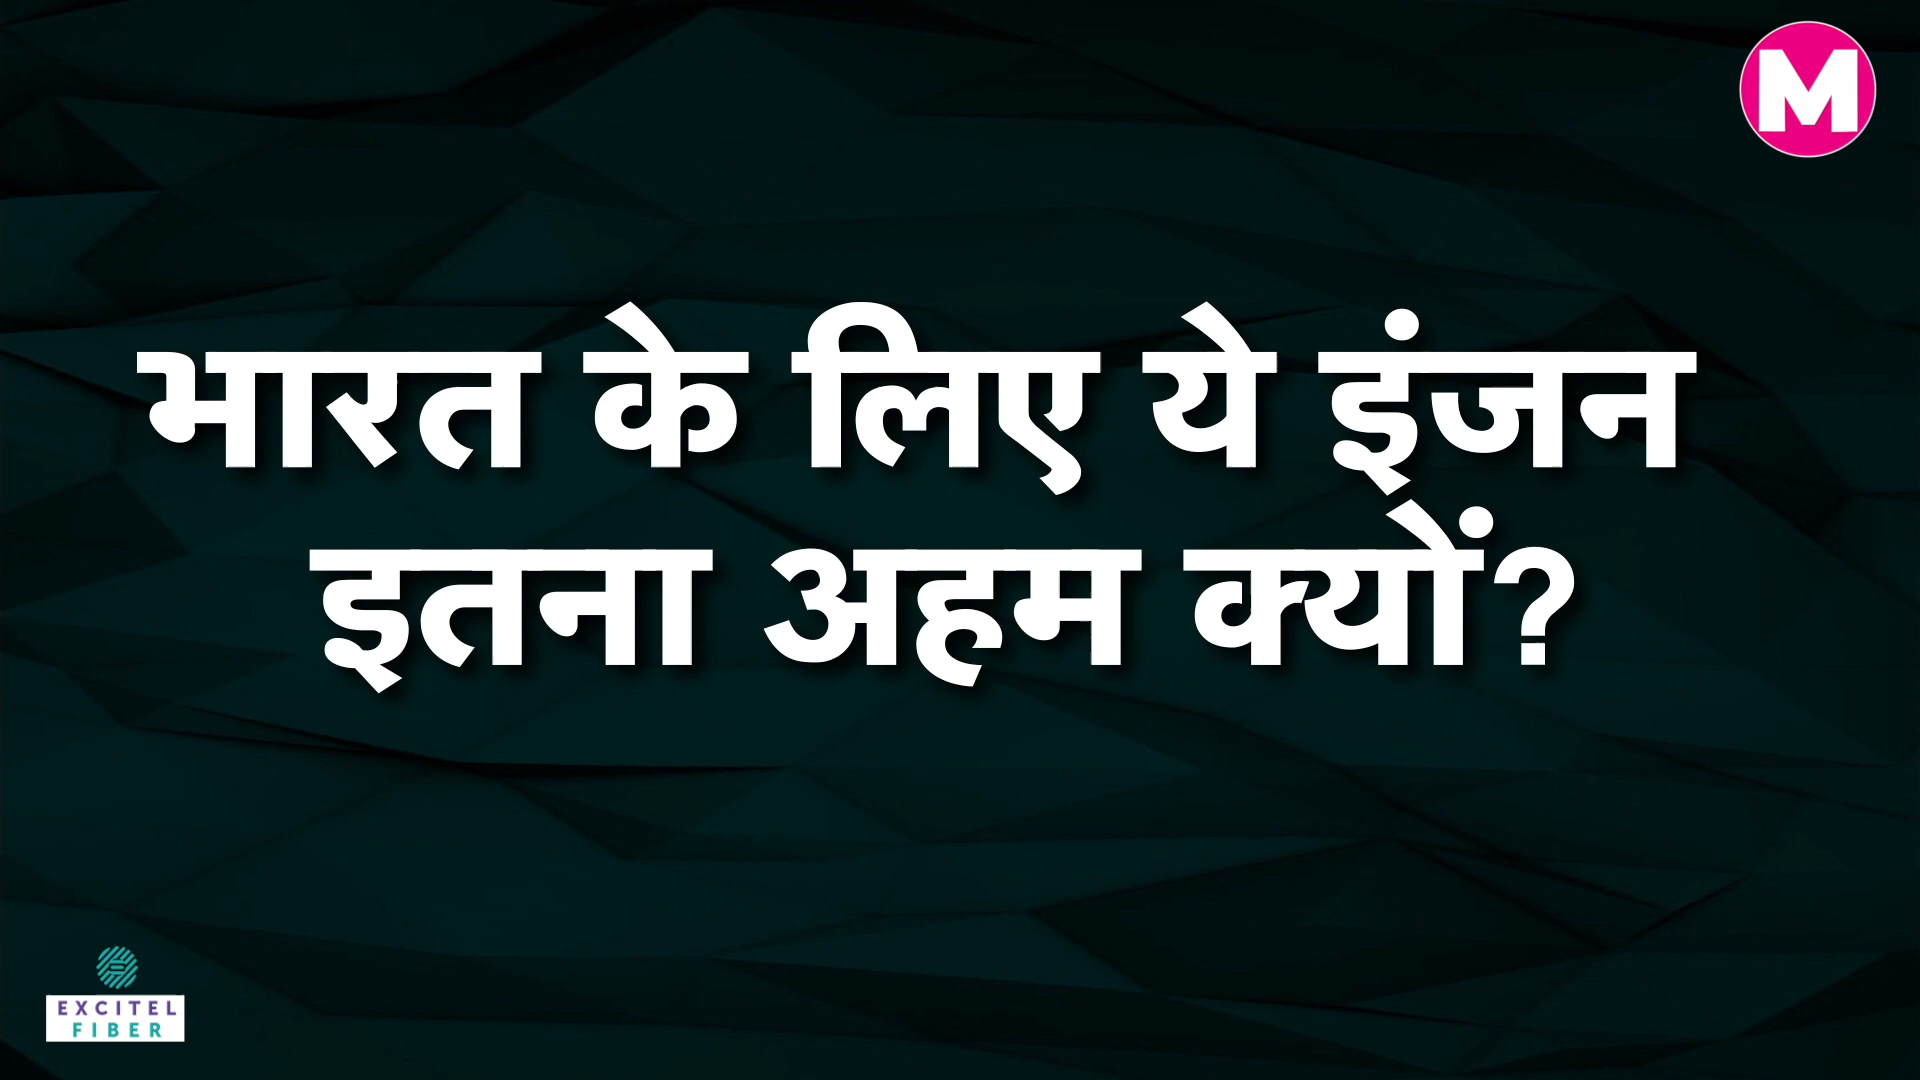 M
भारत के लिए ये इंजन
इतना अहम क्यों?
EXCITEL
FIBER